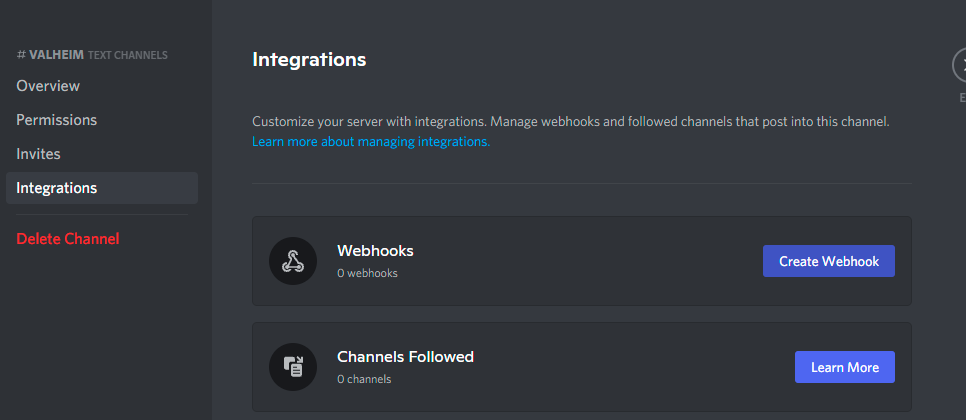 # VALHEIM TEXT CHANNELS
Overview
Permissions
Invites
Integrations
Delete Channel
Integrations
Customize your server with integrations. Manage webhooks and followed channels that post into this channel.
Learn more about managing integrations.
Webhooks
0 webhooks
Create Webhook
Channels Followed
0 channels
Learn More